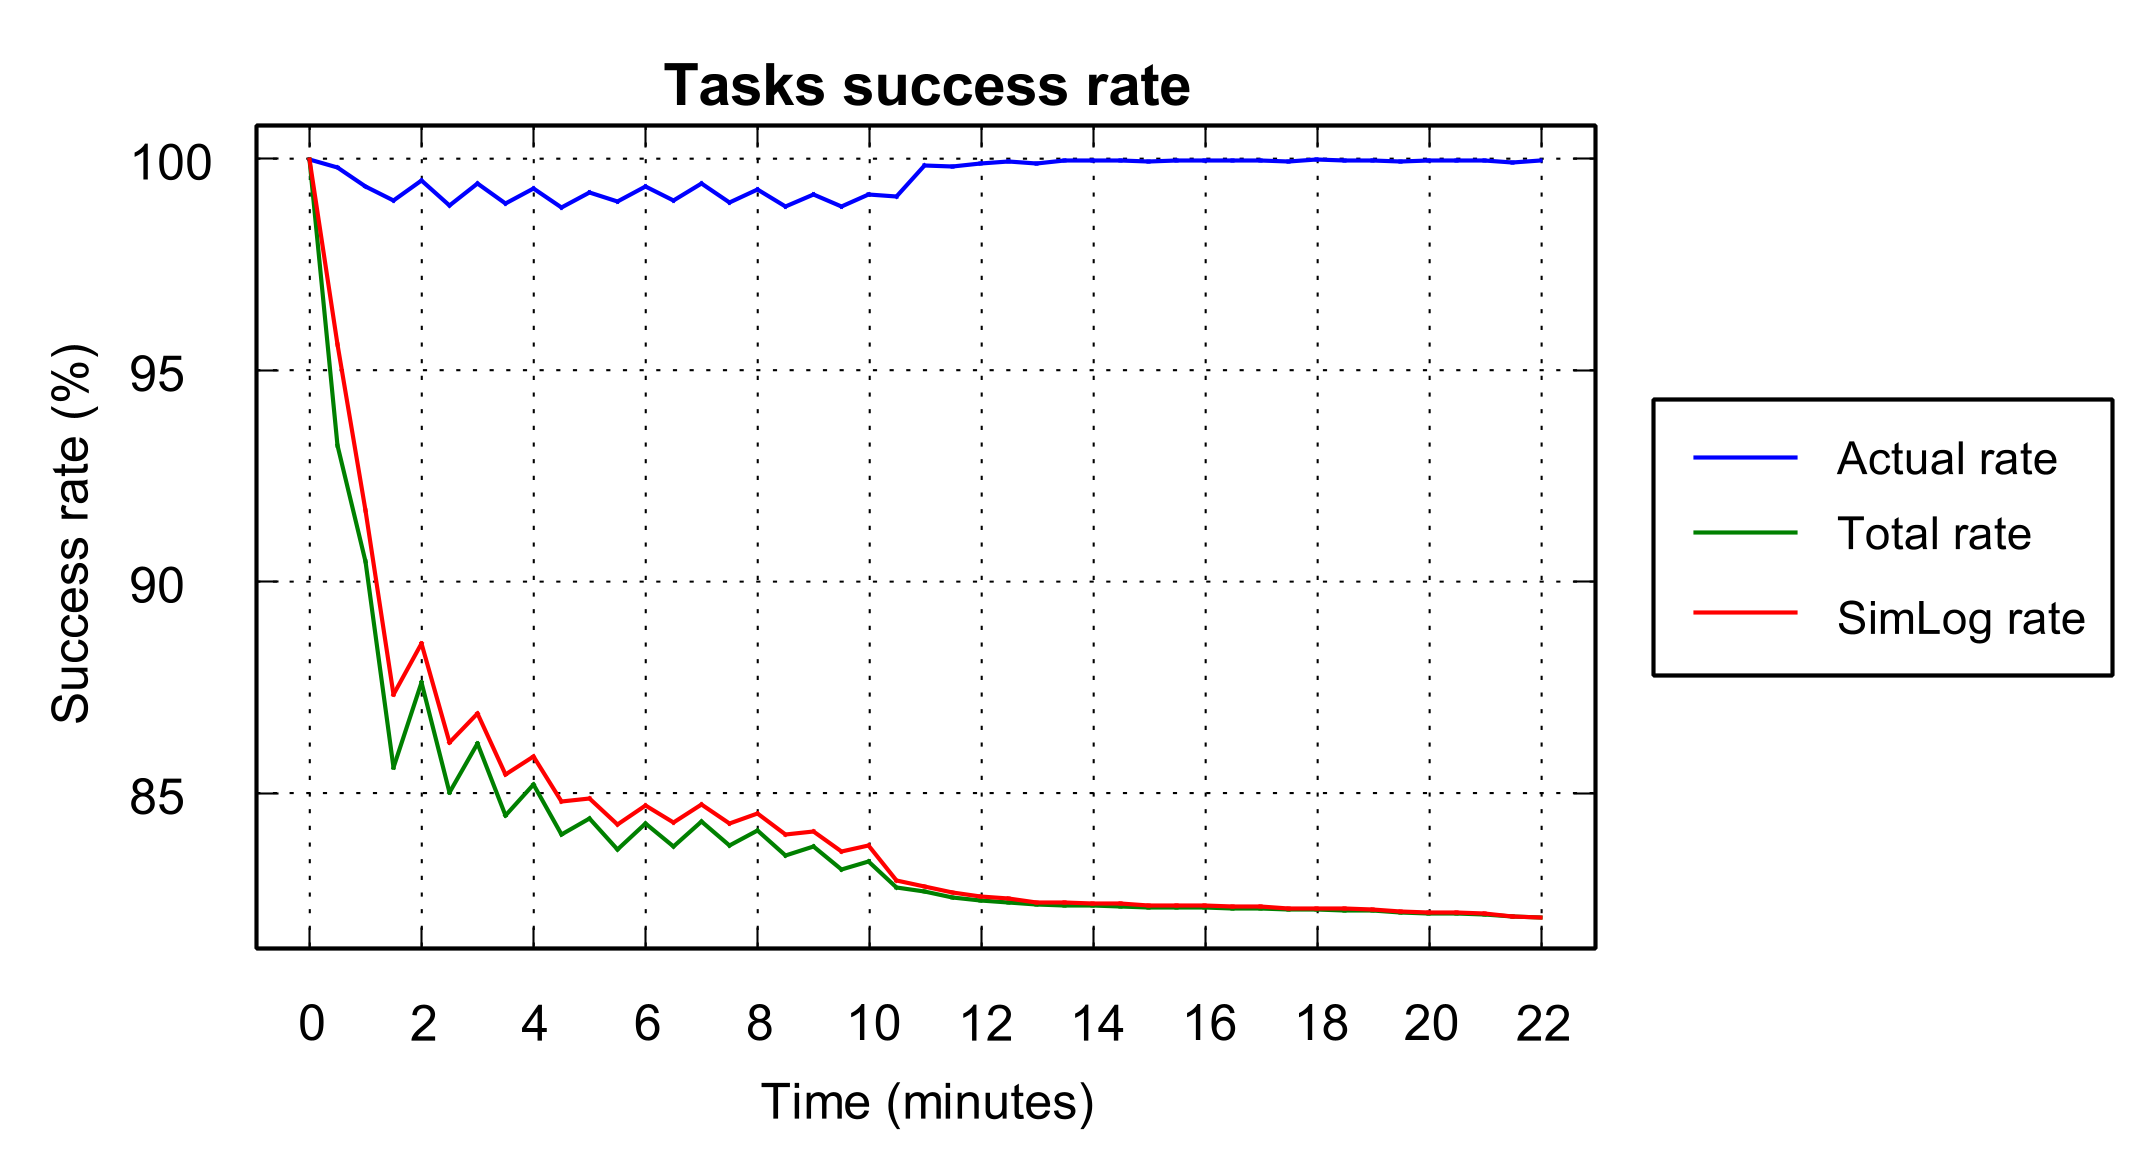 Tasks success rate
100
95
90
85
Success rate (%)
0 2 4 6 8 10 12 14 16 18 20 22
Time (minutes)
Actual rate
Total rate
SimLog rate